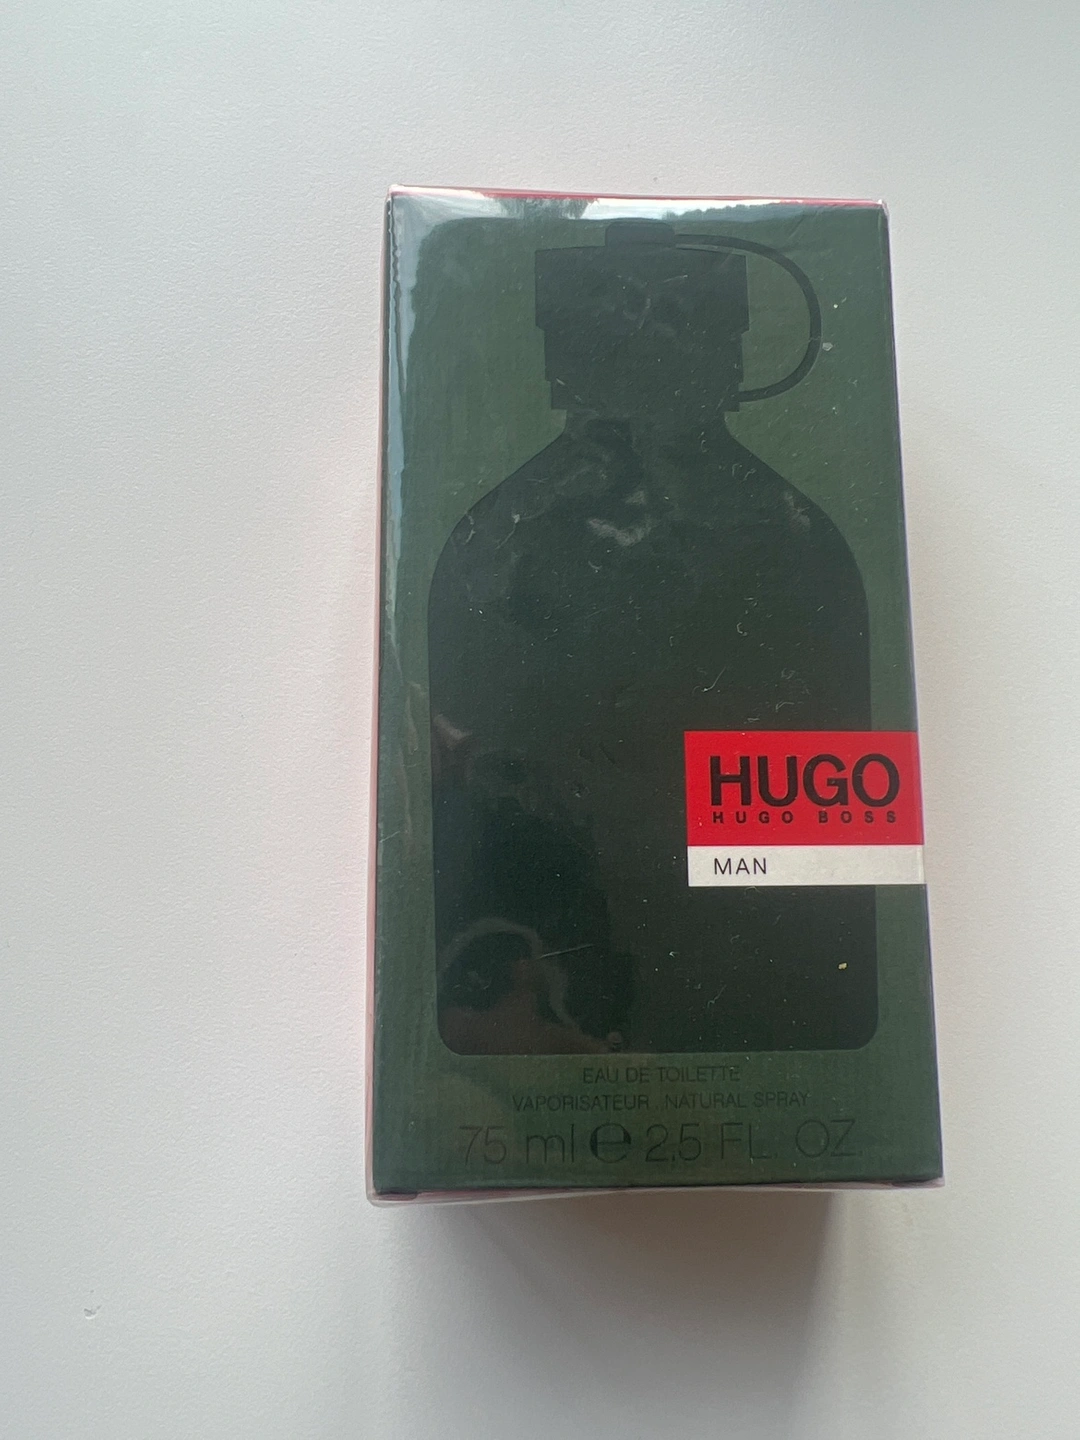 HUGO
HUGO BOSS
MAN
EAU DE TOILETTE
VAPORISATEUR . NATURAL SPRAY
75 ml ℮ 2.5 FL. OZ.